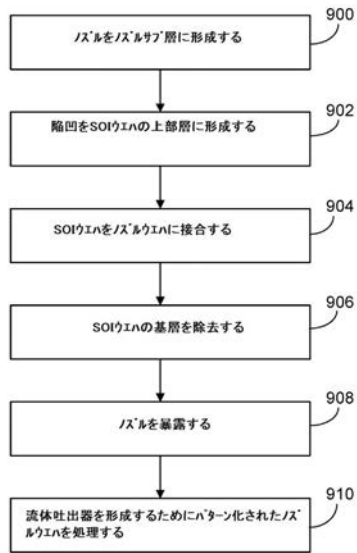 ﾉｽﾞﾙをﾉｽﾞﾙｻﾌﾞ層に形成する
900
陥凹をSOIｳｴﾊの上部層に形成する
902
SOIｳｴﾊをﾉｽﾞﾙｳｴﾊに接合する
904
SOIｳｴﾊの基層を除去する
906
ﾉｽﾞﾙを暴露する
908
流体吐出器を形成するためにﾊﾟﾀｰﾝ化されたﾉｽﾞ
ﾙｳｴﾊを処理する
910